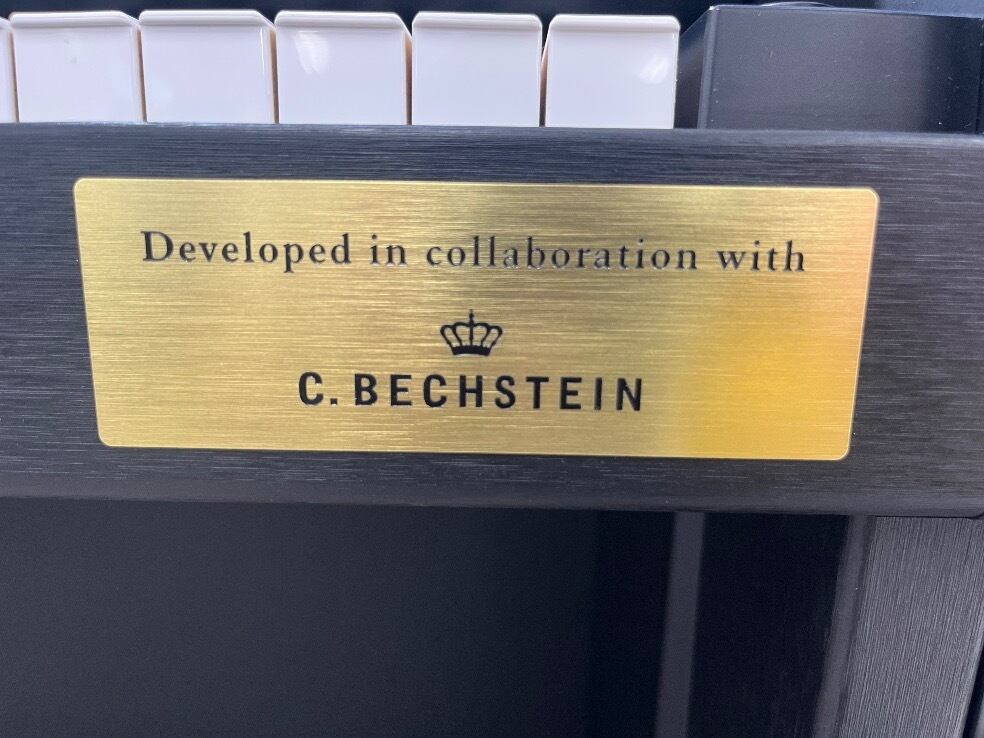 Developed in collaboration with
C. BECHSTEIN